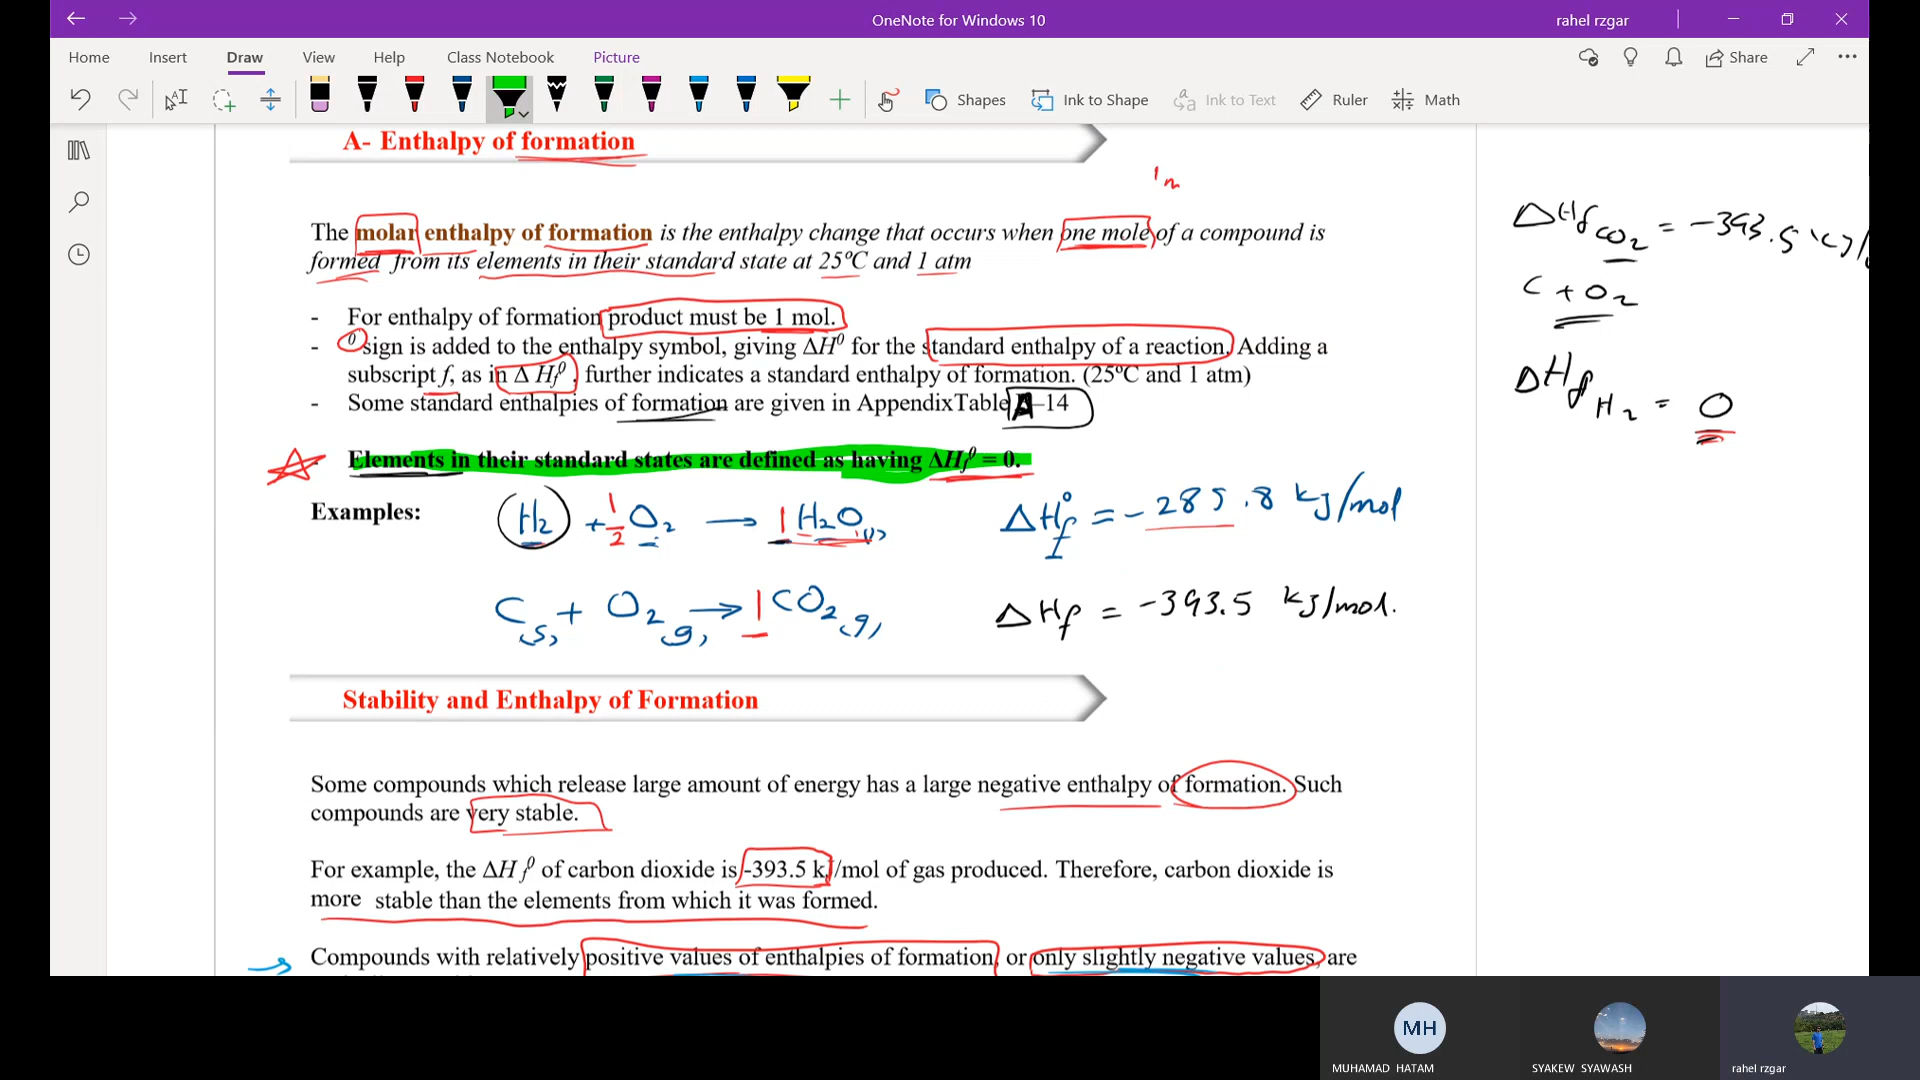 OneNote for Windows 10
rahel rzgar
Home Insert Draw View Help Class Notebook Picture
Share
Shapes Ink to Shape Ink to Text Ruler Math
A- Enthalpy of formation
1 m
The molar enthalpy of formation is the enthalpy change that occurs when one mole of a compound is
formed from its elements in their standard state at 25ºC and 1 atm
- For enthalpy of formation product must be 1 mol.
- ⁰ sign is added to the enthalpy symbol, giving ΔH⁰ for the standard enthalpy of a reaction. Adding a
subscript f, as in Δ Hf⁰, further indicates a standard enthalpy of formation. (25ºC and 1 atm)
- Some standard enthalpies of formation are given in AppendixTable A-14
Elements in their standard states are defined as having ΔHf⁰ = 0.
Examples: H₂ + 1/2 O₂ → 1 H₂O(l) ΔHf° = -285.8 kJ/mol
C(s) + O₂(g) → 1 CO₂(g) ΔHf = -393.5 kJ/mol.
Stability and Enthalpy of Formation
Some compounds which release large amount of energy has a large negative enthalpy of formation. Such
compounds are very stable.
For example, the ΔH f⁰ of carbon dioxide is -393.5 kJ/mol of gas produced. Therefore, carbon dioxide is
more stable than the elements from which it was formed.
Compounds with relatively positive values of enthalpies of formation, or only slightly negative values, are
ΔHf CO₂ = -393.5 kJ/
C + O₂
ΔHf H₂ = 0
MH
MUHAMAD HATAM
SYAKEW SYAWASH
rahel rzgar